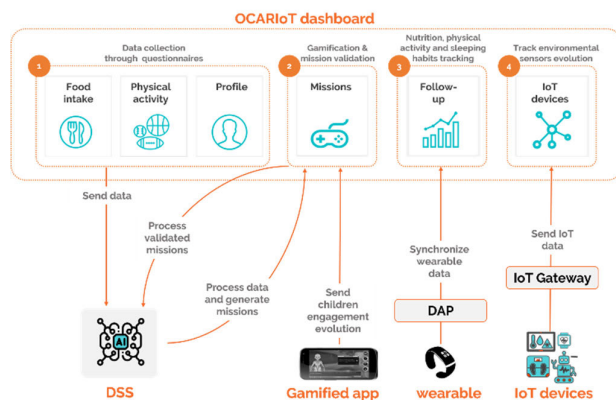 OCARIoT dashboard
Data collection
through questionnaires
Gamification &
mission validation
Nutrition, physical
activity and sleeping
habits tracking
Track environmental
sensors evolution
1
2
3
4
Food
intake
Physical
activity
Profile
Missions
Follow-
up
IoT
devices
Send data
Process
validated
missions
Process data
and generate
missions
Send
children
engagement
evolution
Synchronize
wearable
data
Send IoT
data
DAP
IoT Gateway
AI
DSS
Gamified app
wearable
IoT devices